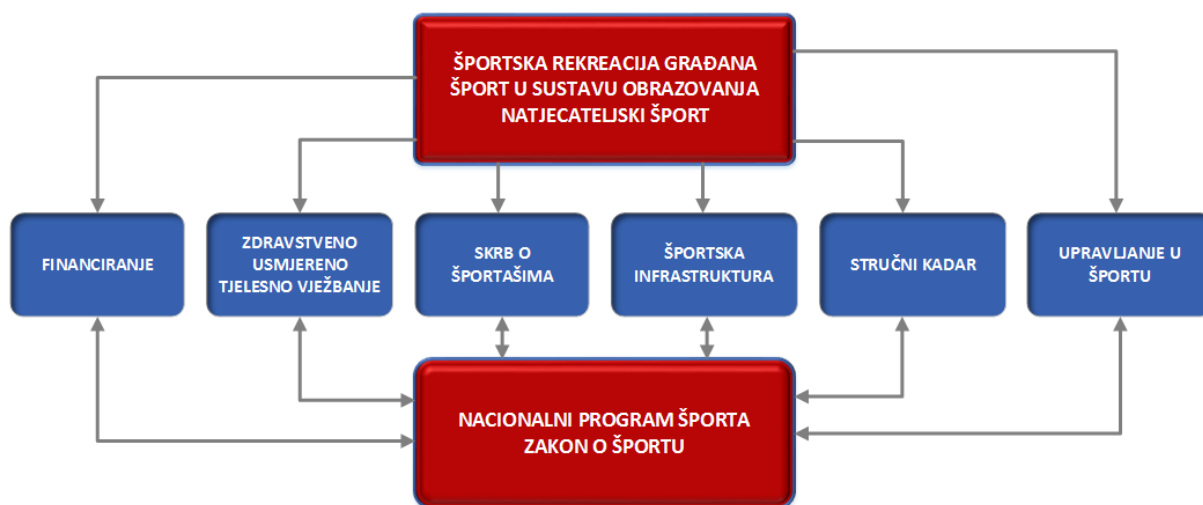 ŠPORTSKA REKREACIJA GRAĐANA
ŠPORT U SUSTAVU OBRAZOVANJA
NATJECATELJSKI ŠPORT
FINANCIRANJE
ZDRAVSTVENO
USMJERENO
TJELESNO VJEŽBANJE
SKRB O
ŠPORTAŠIMA
ŠPORTSKA
INFRASTRUKTURA
STRUČNI KADAR
UPRAVLJANJE U
ŠPORTU
NACIONALNI PROGRAM ŠPORTA
ZAKON O ŠPORTU